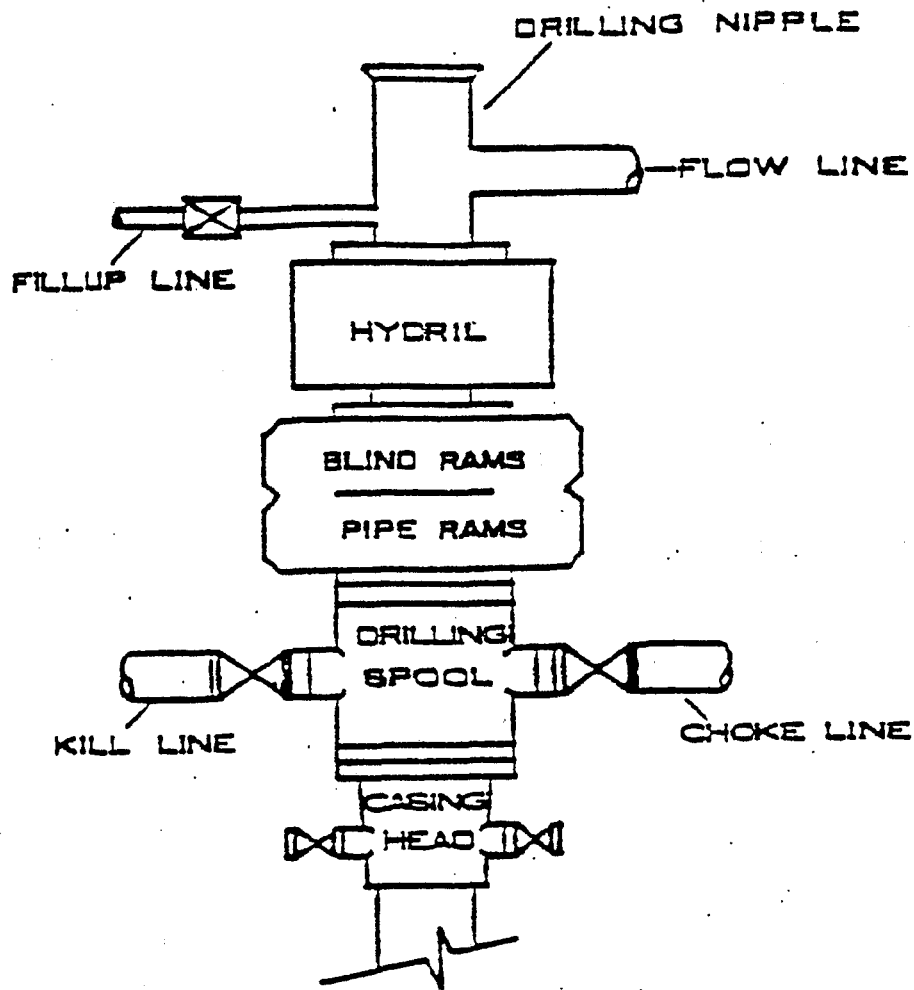 DRILLING NIPPLE
FLOW LINE
FILLUP LINE
HYDRIL
BLIND RAMS
PIPE RAMS
DRILLING
SPOOL
KILL LINE
CHOKE LINE
CASING
HEAD